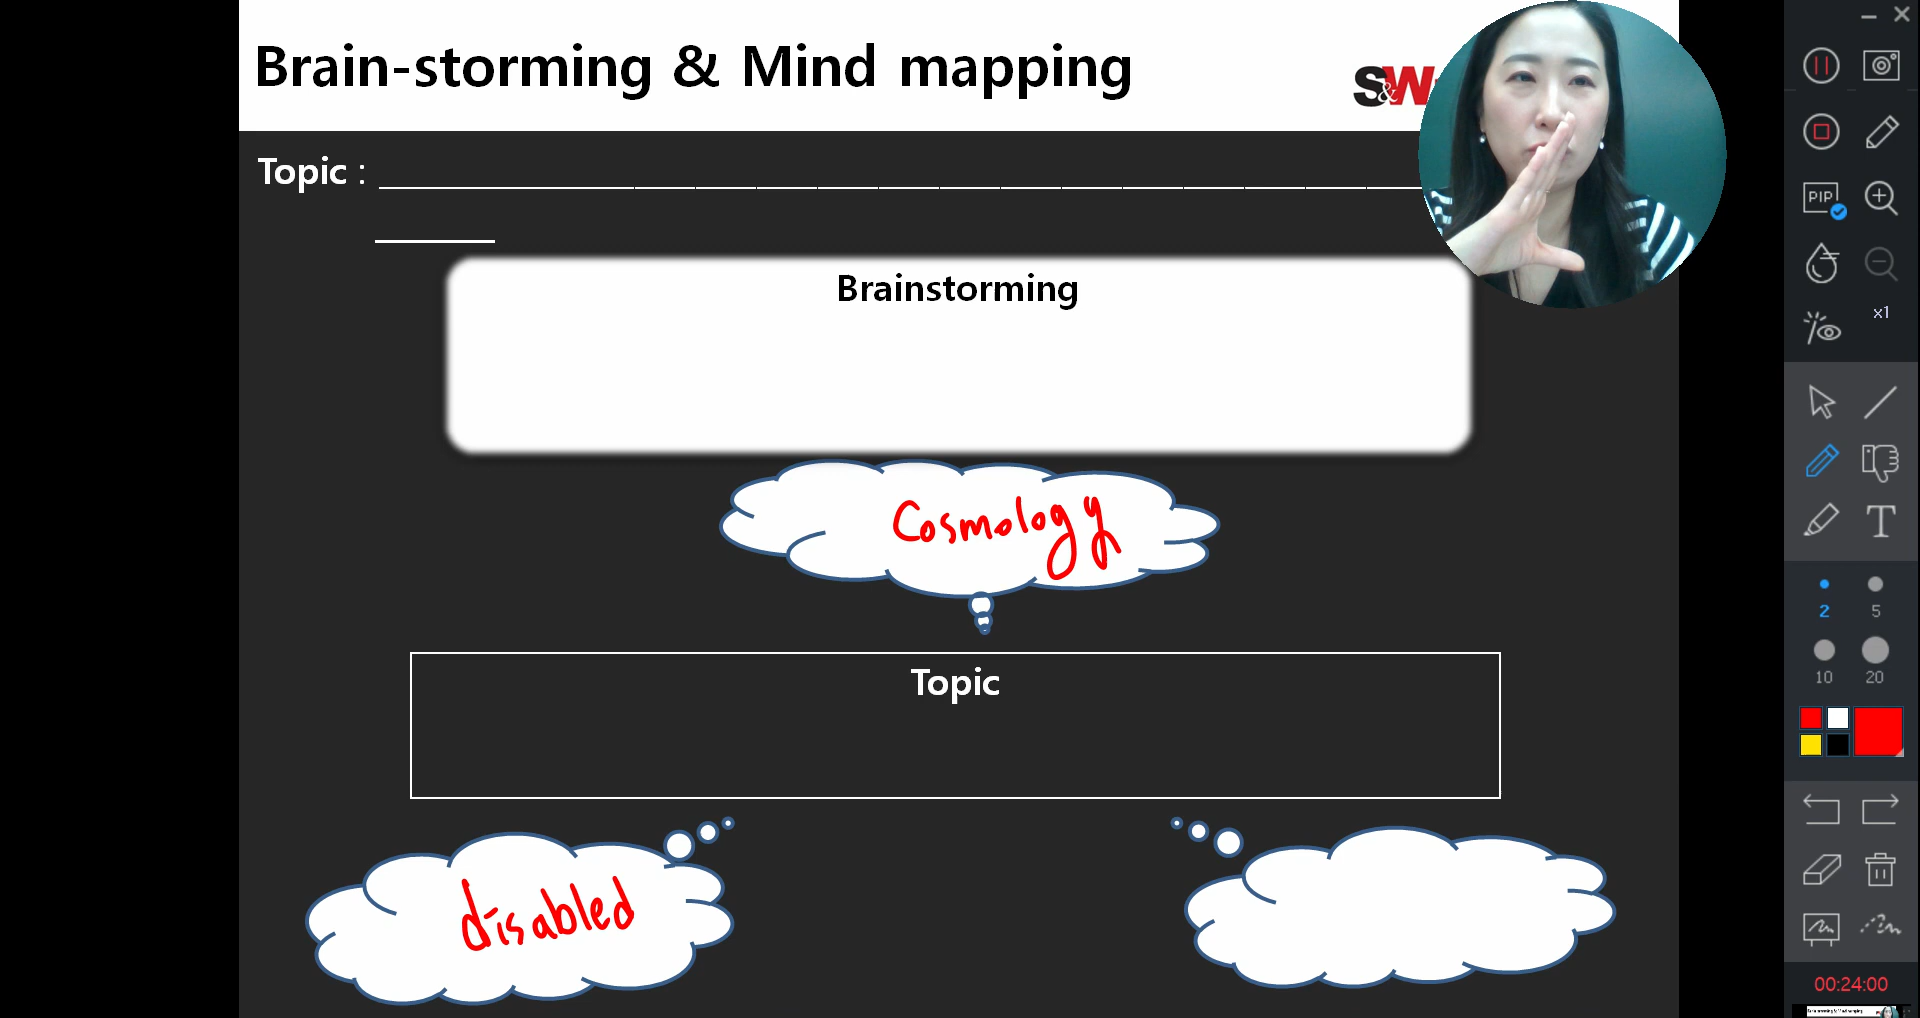 Brain-storming & Mind mapping
S&W
Topic :
Brainstorming
Cosmology
Topic
disabled
PIP
x1
T
2
5
10
20
00:24:00